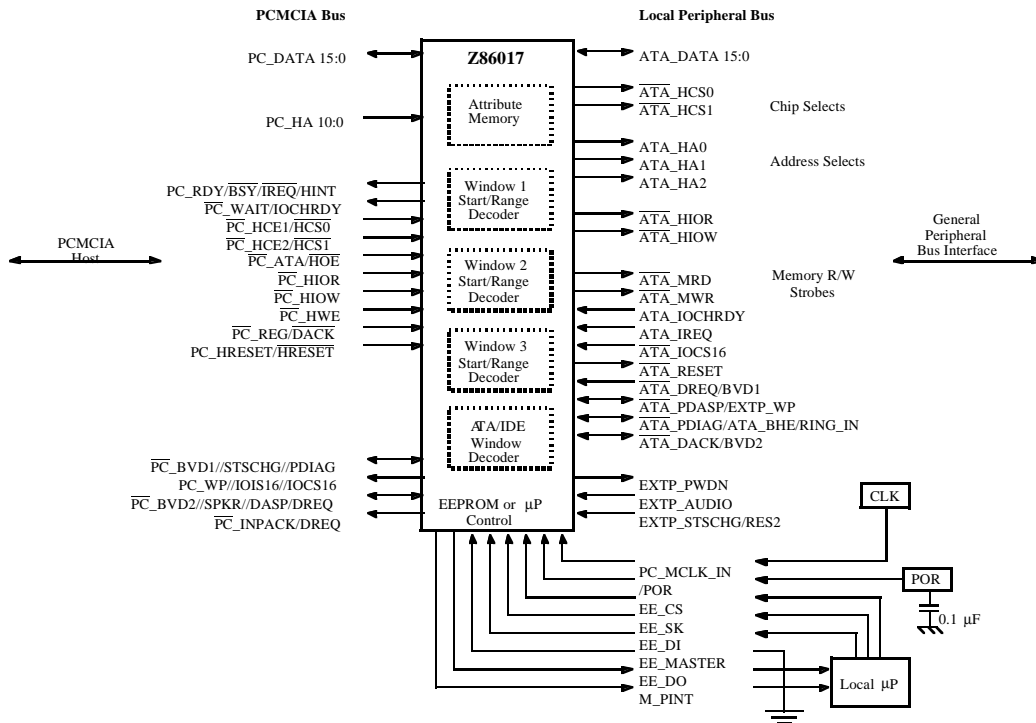 PCMCIA Bus
Local Peripheral Bus
Z86017
PC_DATA 15:0
ATA_DATA 15:0
Attribute
Memory
ATA_HCS0
ATA_HCS1
Chip Selects
PC_HA 10:0
ATA_HA0
ATA_HA1
ATA_HA2
Address Selects
PC_RDY/BSY/IREQ/HINT
PC_WAIT/IOCHRDY
PC_HCE1/HCS0
PC_HCE2/HCS1
PC_ATA/HOE
PC_HIOR
PC_HIOW
PC_HWE
PC_REG/DACK
PC_HRESET/HRESET
Window 1
Start/Range
Decoder
ATA_HIOR
ATA_HIOW
PCMCIA
Host
General
Peripheral
Bus Interface
Window 2
Start/Range
Decoder
ATA_MRD
ATA_MWR
Memory R/W
Strobes
ATA_IOCHRDY
ATA_IREQ
ATA_IOCS16
ATA_RESET
ATA_DREQ/BVD1
ATA_PDASP/EXTP_WP
ATA_PDIAG/ATA_BHE/RING_IN
ATA_DACK/BVD2
Window 3
Start/Range
Decoder
ATA/IDE
Window
Decoder
PC_BVD1//STSCHG//PDIAG
PC_WP//IOIS16//IOCS16
PC_BVD2//SPKR//DASP/DREQ
PC_INPACK/DREQ
EEPROM or μP
Control
EXTP_PWDN
EXTP_AUDIO
EXTP_STSCHG/RES2
CLK
PC_MCLK_IN
/POR
POR
0.1 μF
EE_CS
EE_SK
EE_DI
EE_MASTER
EE_DO
M_PINT
Local μP